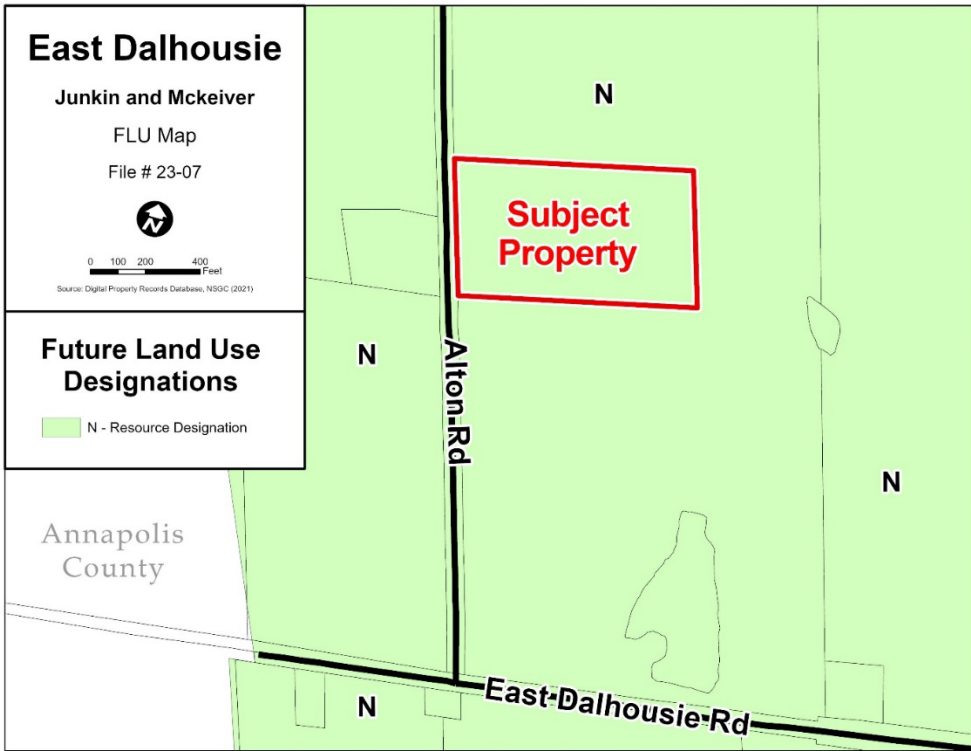 East Dalhousie
Junkin and Mckeiver
FLU Map
File # 23-07
N
0 100 200 400
Feet
Source: Digital Property Records Database, NSGC (2021)
Future Land Use
Designations
N - Resource Designation
N
Subject
Property
N
Alton Rd
N
Annapolis
County
East Dalhousie Rd
N